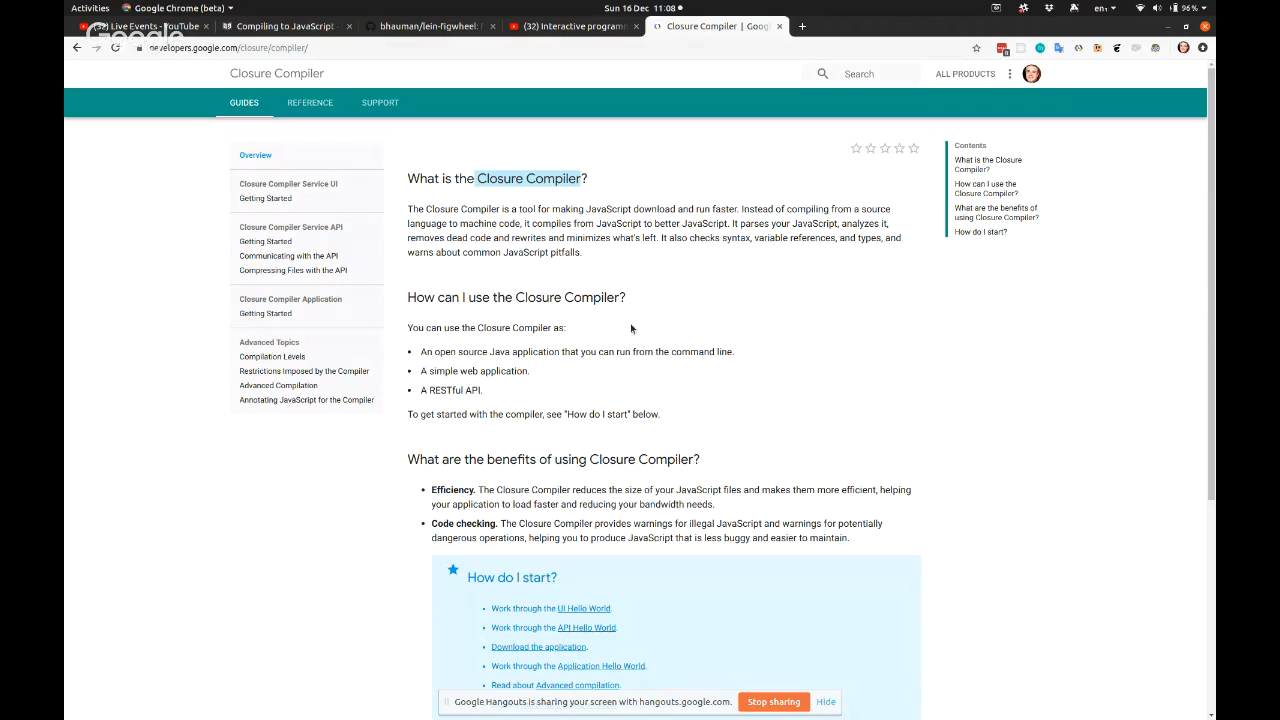 Activities
Google Chrome (beta)
Sun 16 Dec 11:08
en
96%
(32) Live Events - YouTube
Compiling to JavaScript -
bhauman/lein-figwheel:
(32) Interactive programm
Closure Compiler | Goog
Google
developers.google.com/closure/compiler/
Closure Compiler
Search
ALL PRODUCTS
GUIDES
REFERENCE
SUPPORT
Overview
Closure Compiler Service UI
Getting Started
Closure Compiler Service API
Getting Started
Communicating with the API
Compressing Files with the API
Closure Compiler Application
Getting Started
Advanced Topics
Compilation Levels
Restrictions Imposed by the Compiler
Advanced Compilation
Annotating JavaScript for the Compiler
What is the Closure Compiler?
The Closure Compiler is a tool for making JavaScript download and run faster. Instead of compiling from a source
language to machine code, it compiles from JavaScript to better JavaScript. It parses your JavaScript, analyzes it,
removes dead code and rewrites and minimizes what's left. It also checks syntax, variable references, and types, and
warns about common JavaScript pitfalls.
How can I use the Closure Compiler?
You can use the Closure Compiler as:
• An open source Java application that you can run from the command line.
• A simple web application.
• A RESTful API.
To get started with the compiler, see "How do I start" below.
What are the benefits of using Closure Compiler?
• Efficiency. The Closure Compiler reduces the size of your JavaScript files and makes them more efficient, helping
your application to load faster and reducing your bandwidth needs.
• Code checking. The Closure Compiler provides warnings for illegal JavaScript and warnings for potentially
dangerous operations, helping you to produce JavaScript that is less buggy and easier to maintain.
How do I start?
• Work through the UI Hello World.
• Work through the API Hello World.
• Download the application.
• Work through the Application Hello World.
• Read about Advanced compilation.
Contents
What is the Closure
Compiler?
How can I use the
Closure Compiler?
What are the benefits of
using Closure Compiler?
How do I start?
Google Hangouts is sharing your screen with hangouts.google.com.
Stop sharing
Hide